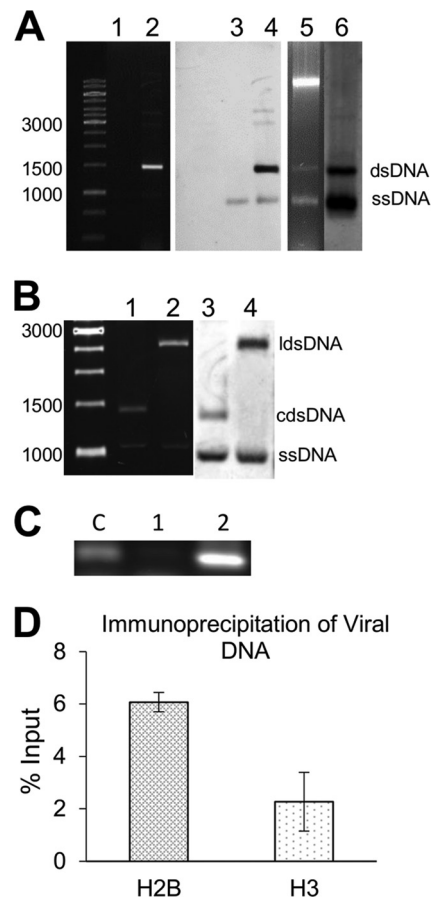 A
1 2 3 4 5 6
3000
1500
1000
dsDNA
ssDNA
B
1 2 3 4
3000
1500
1000
ldsDNA
cdsDNA
ssDNA
C
C 1 2
D
Immunoprecipitation of Viral
DNA
% Input
8
6
4
2
0
H2B H3